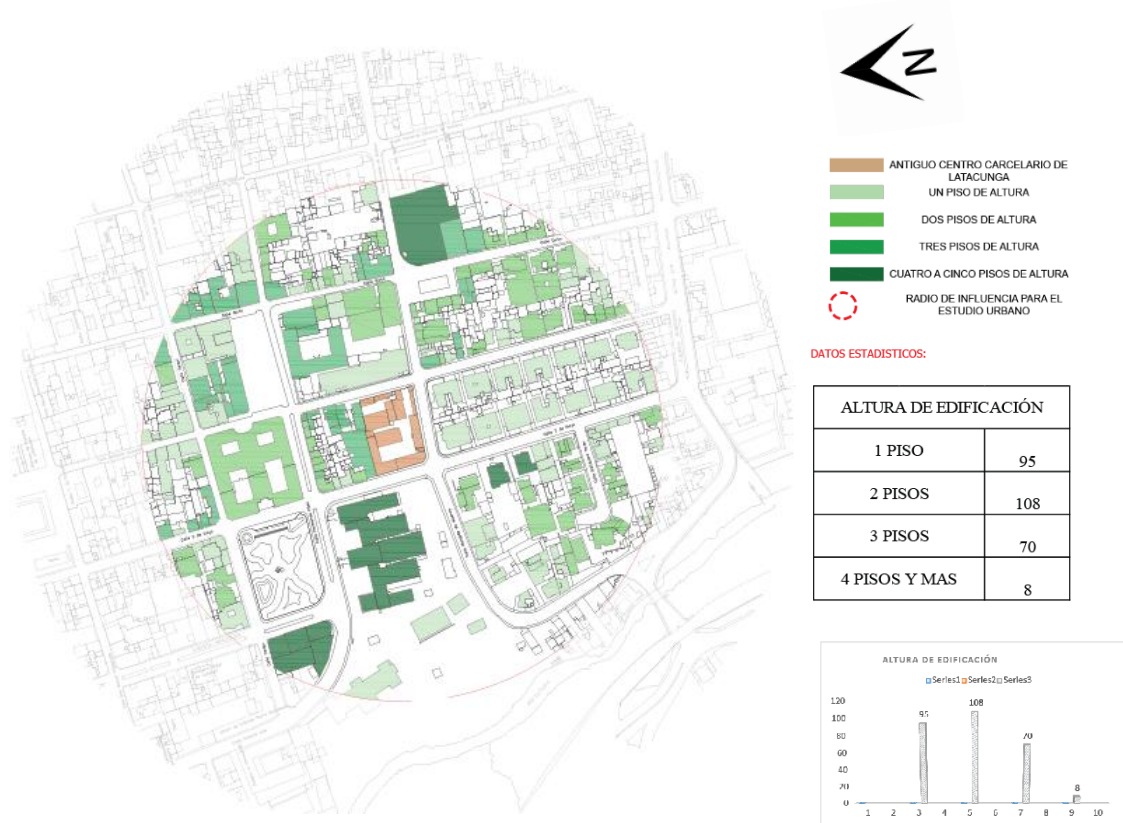 N
ANTIGUO CENTRO CARCELARIO DE
LATACUNGA
UN PISO DE ALTURA
DOS PISOS DE ALTURA
TRES PISOS DE ALTURA
CUATRO A CINCO PISOS DE ALTURA
RADIO DE INFLUENCIA PARA EL
ESTUDIO URBANO
DATOS ESTADISTICOS:
ALTURA DE EDIFICACIÓN
1 PISO 95
2 PISOS 108
3 PISOS 70
4 PISOS Y MAS 8
ALTURA DE EDIFICACIÓN
Series1 Series2 Series3
120
100
80
60
40
20
0
95
108
70
8
1 2 3 4 5 6 7 8 9 10